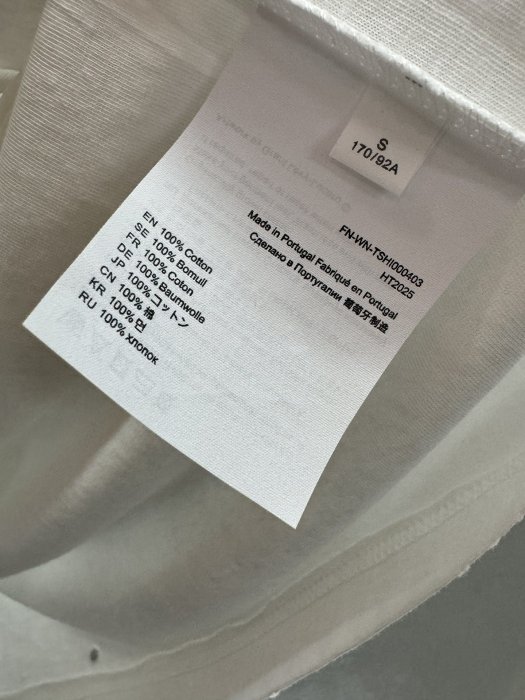 S
170/92A
FN-WN-TSHI000403
HT2025
Made in Portugal Fabriqué en Portugal
Сделано в Португалии 葡萄牙制造
EN 100% Cotton
SE 100% Bomull
FR 100% Coton
DE 100% Baumwolle
JP 100% コットン
CN 100% 棉
KR 100% 면
RU 100% хлопок